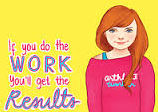 If you do the
WORK
You'll get the
Results